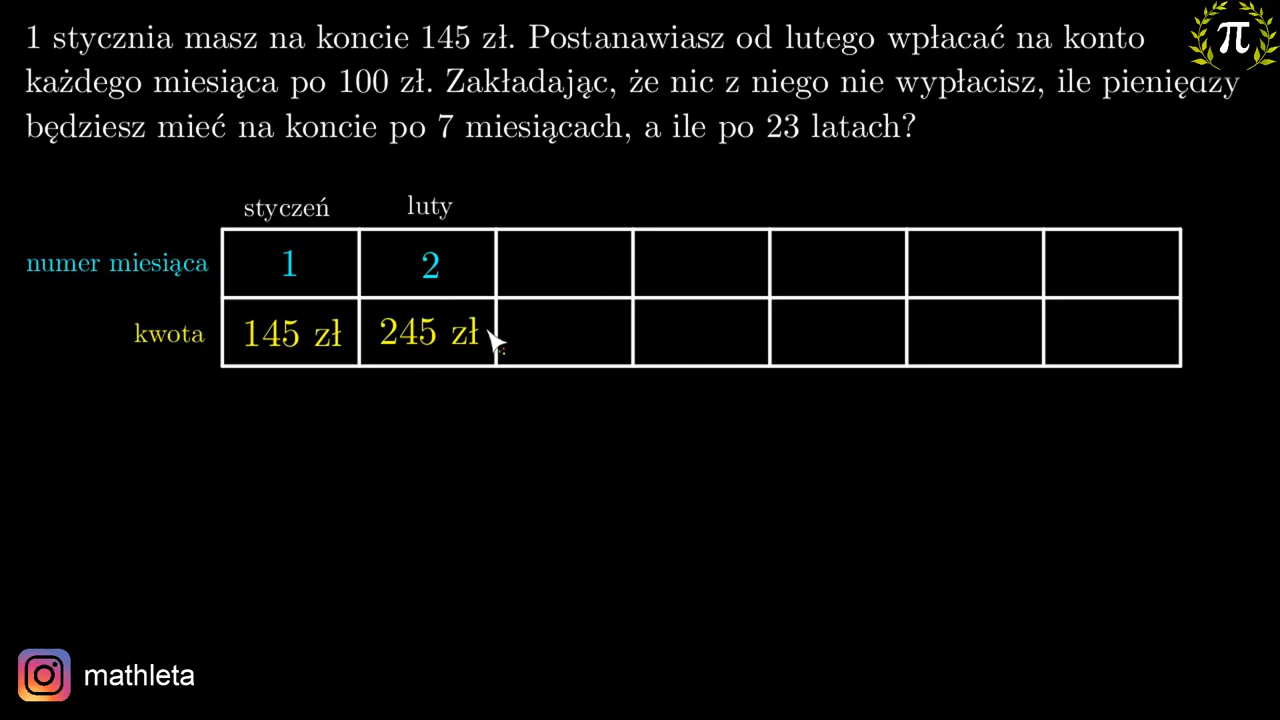 1 stycznia masz na koncie 145 zł. Postanawiasz od lutego wpłacać na konto
każdego miesiąca po 100 zł. Zakładając, że nic z niego nie wypłacisz, ile pieniędzy
będziesz mieć na koncie po 7 miesiącach, a ile po 23 latach?
π
styczeń luty
numer miesiąca 1 2
kwota 145 zł 245 zł
mathleta